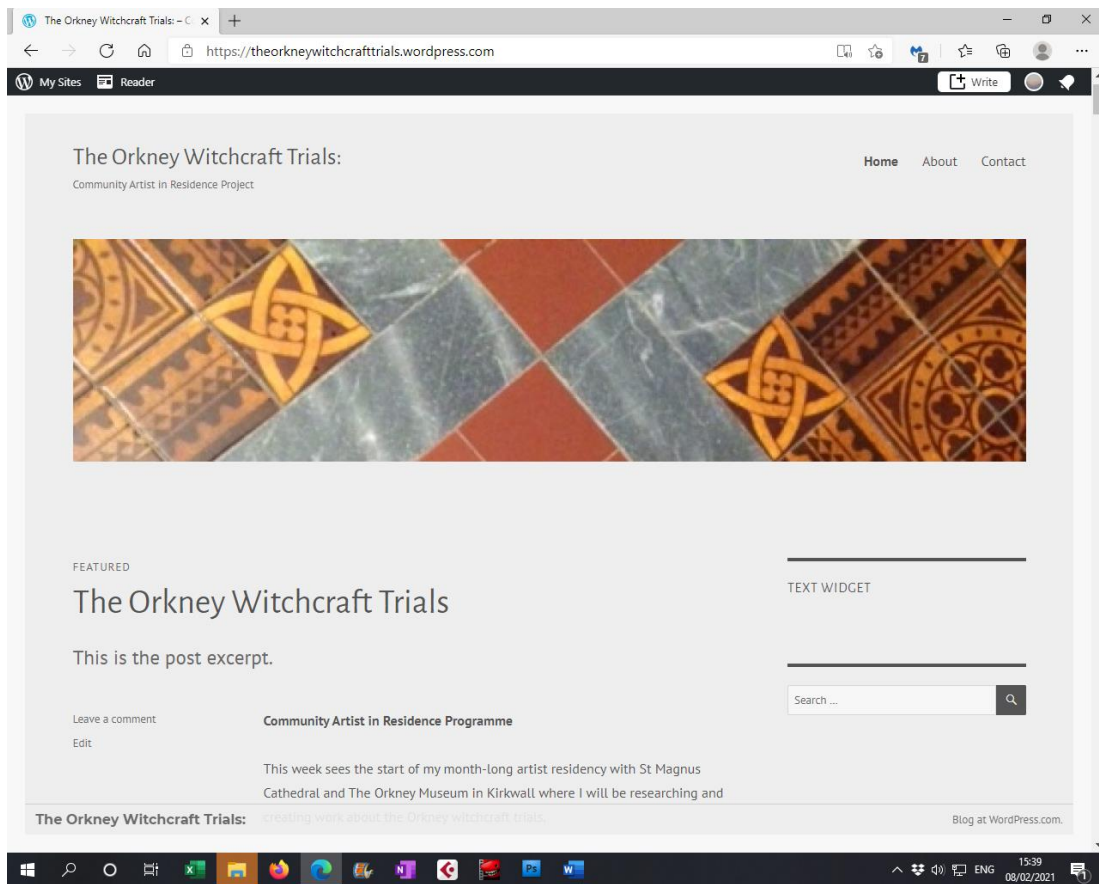 The Orkney Witchcraft Trials: – C
https://theorkneywitchcrafttrials.wordpress.com
7
My Sites Reader Write
The Orkney Witchcraft Trials:
Community Artist in Residence Project
Home About Contact
FEATURED
The Orkney Witchcraft Trials
This is the post excerpt.
TEXT WIDGET
Search ...
Leave a comment
Edit
Community Artist in Residence Programme
This week sees the start of my month-long artist residency with St Magnus
Cathedral and The Orkney Museum in Kirkwall where I will be researching and
creating work about the Orkney witchcraft trials.
The Orkney Witchcraft Trials:
Blog at WordPress.com.
ENG
15:39
08/02/2021
1